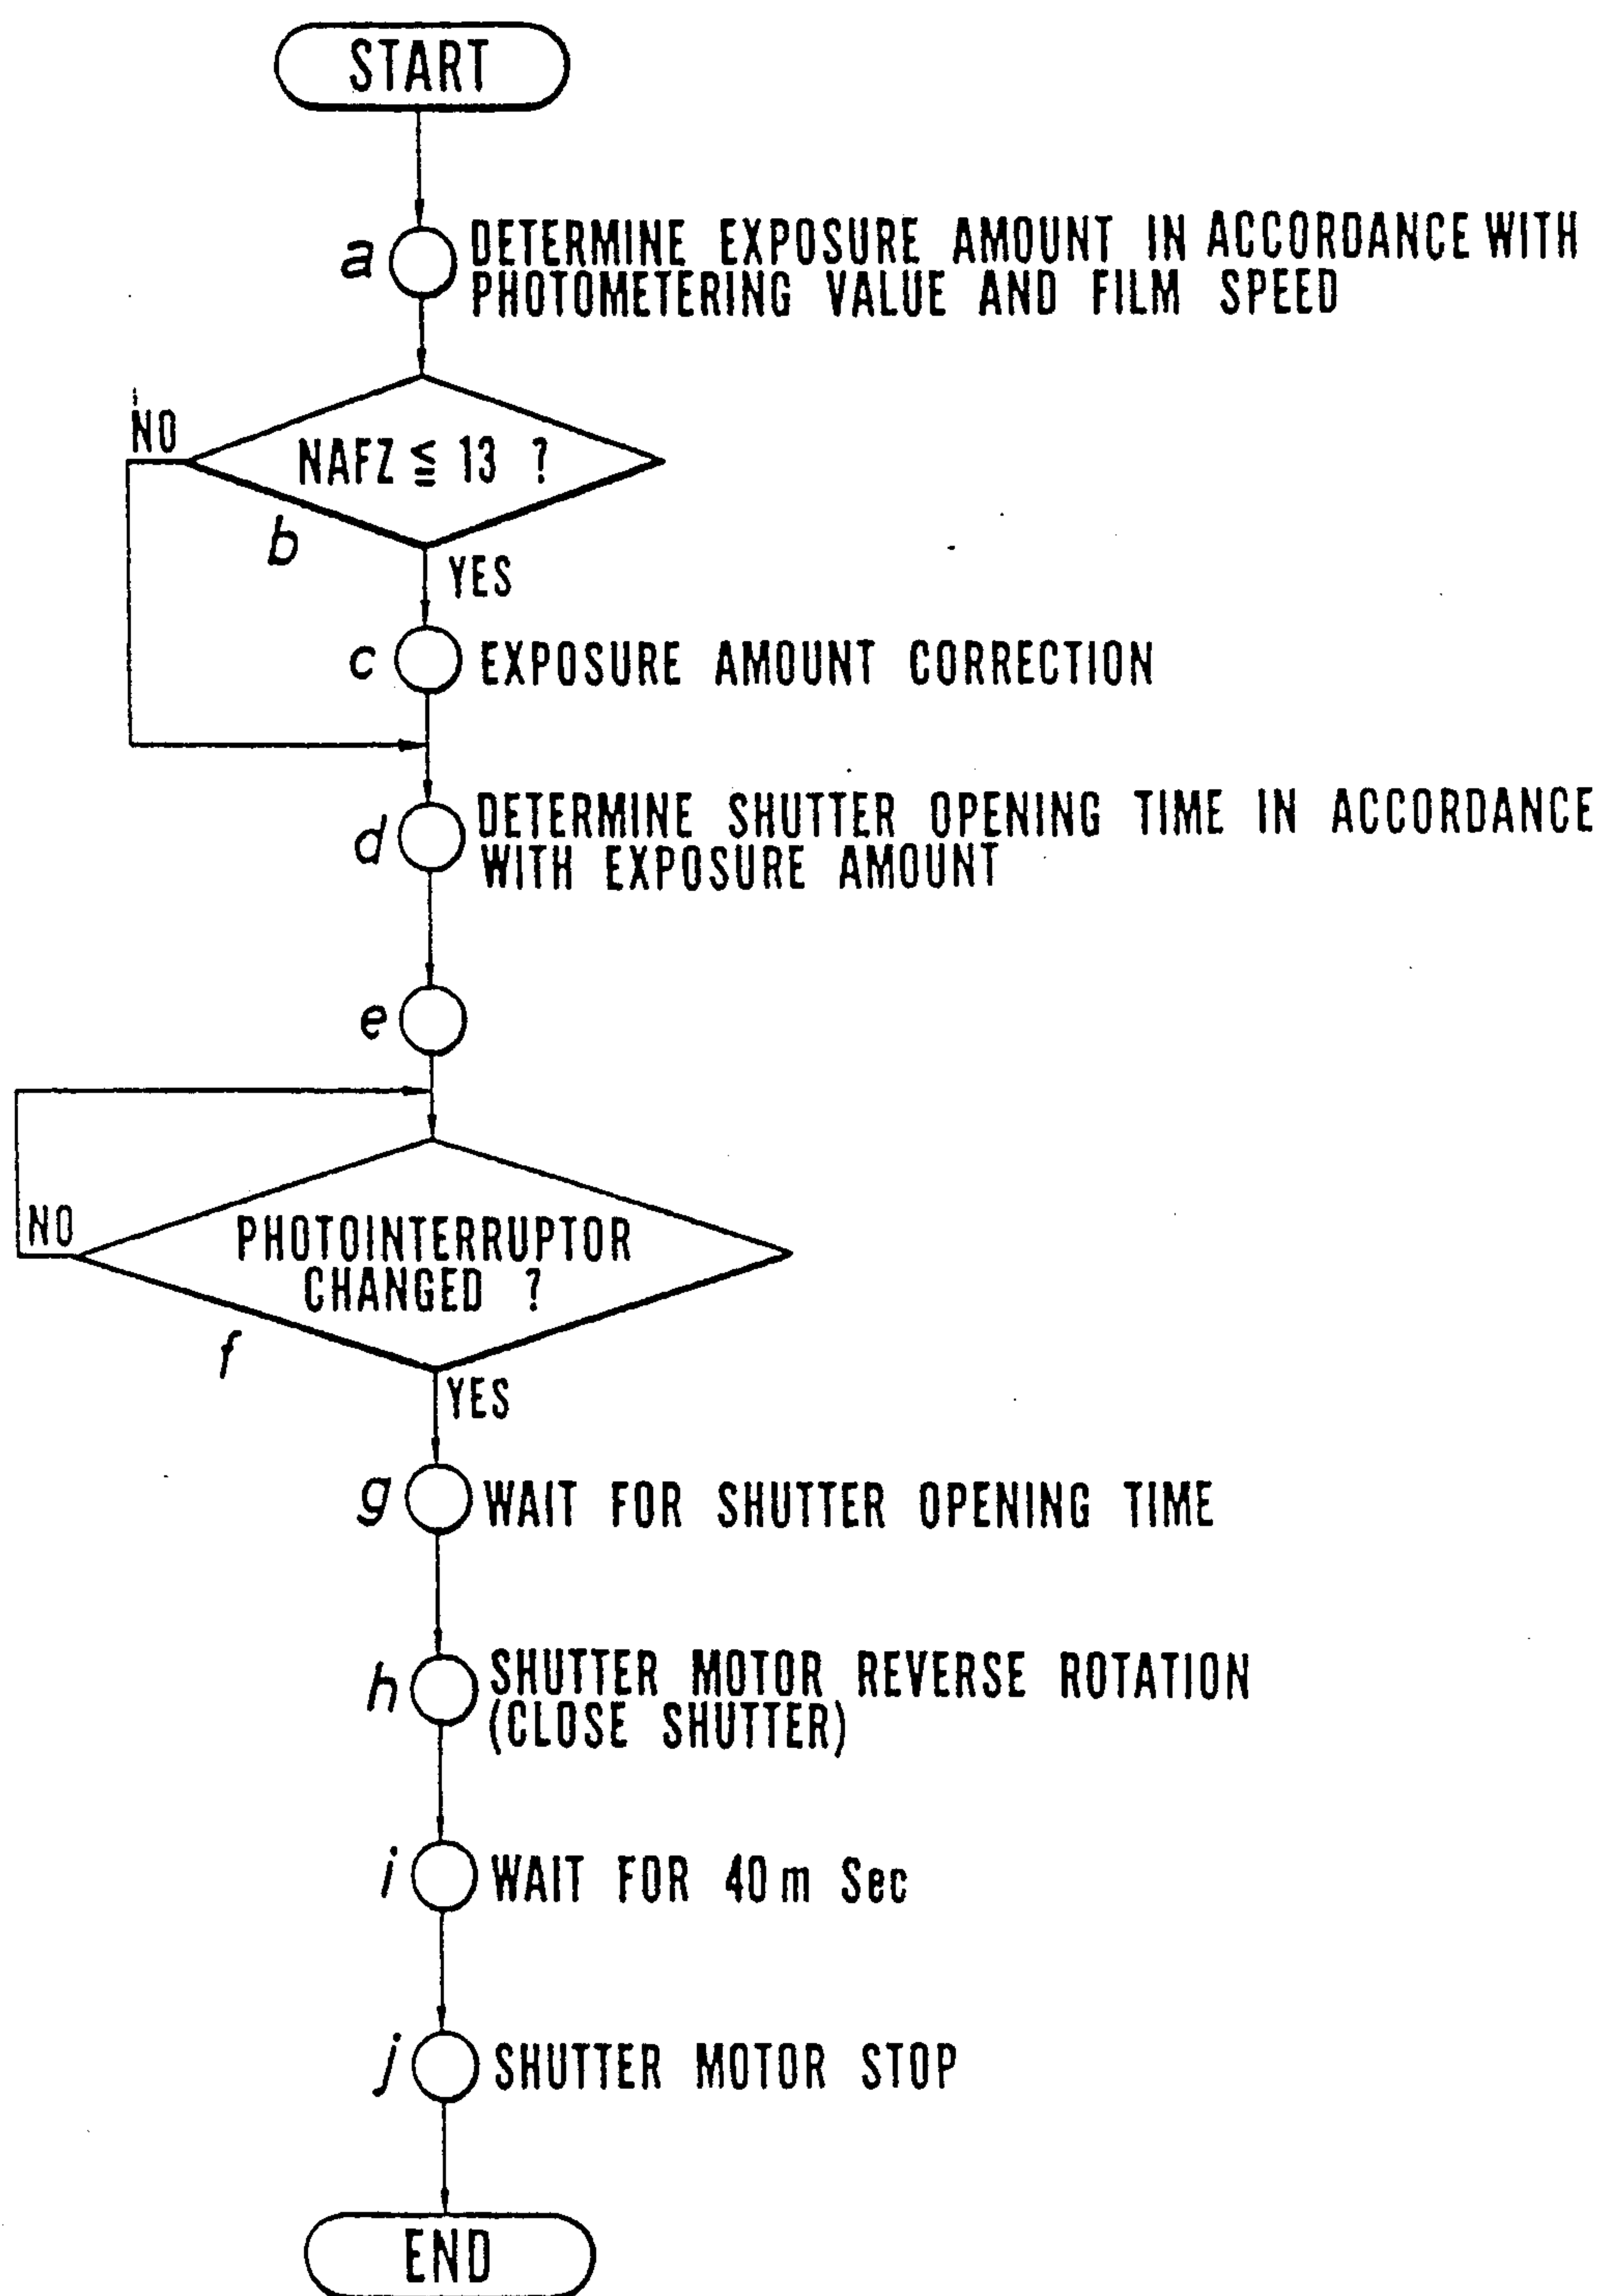 START
a
DETERMINE EXPOSURE AMOUNT IN ACCORDANCE WITH
PHOTOMETERING VALUE AND FILM SPEED
NO
NAFZ ≦ 13 ?
b
YES
c
EXPOSURE AMOUNT CORRECTION
d
DETERMINE SHUTTER OPENING TIME IN ACCORDANCE
WITH EXPOSURE AMOUNT
e
NO
PHOTOINTERRUPTOR
CHANGED ?
f
YES
g
WAIT FOR SHUTTER OPENING TIME
h
SHUTTER MOTOR REVERSE ROTATION
(CLOSE SHUTTER)
i
WAIT FOR 40 m Sec
j
SHUTTER MOTOR STOP
END